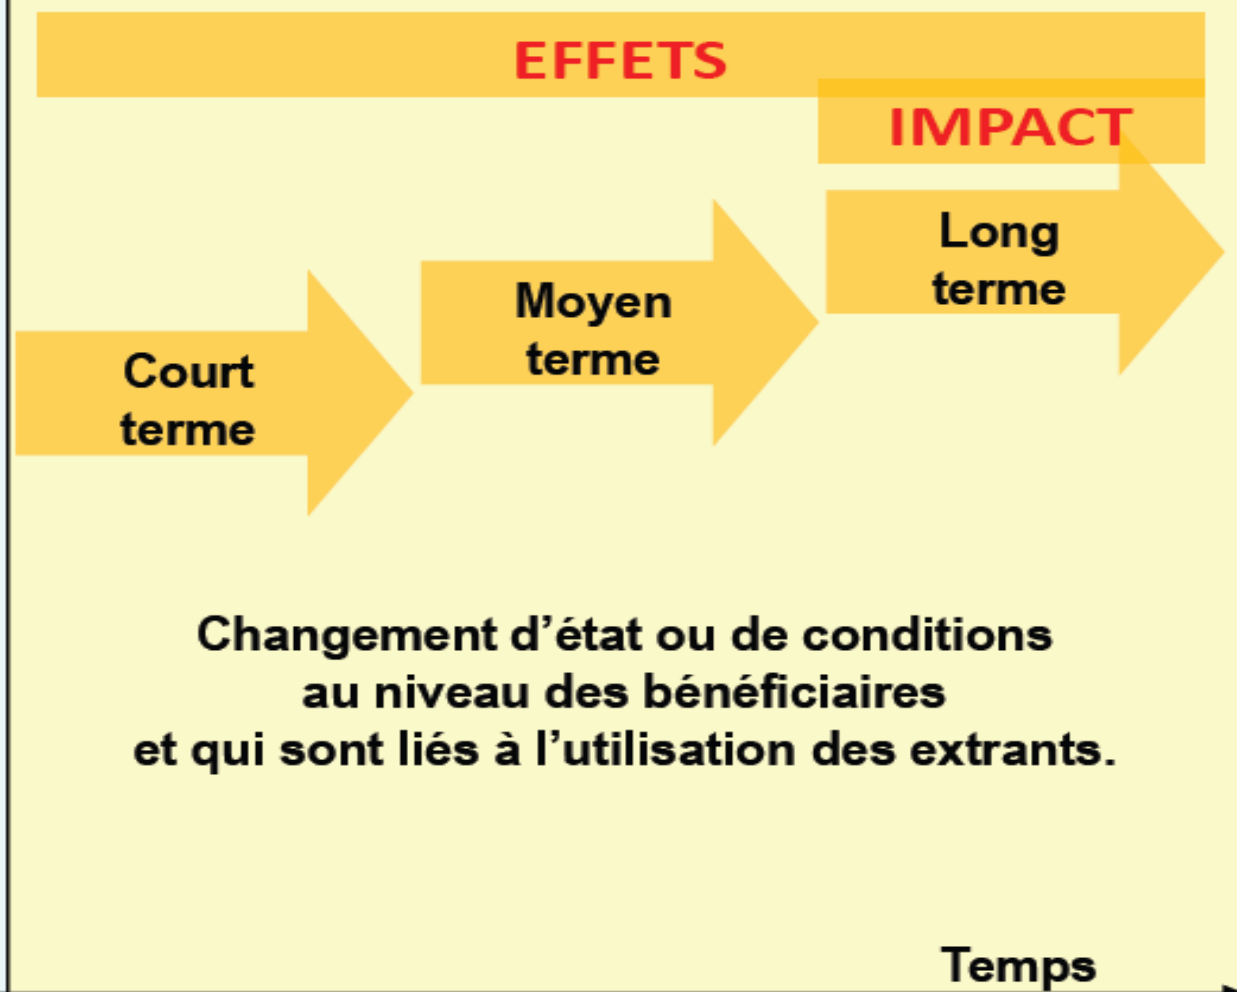 EFFETS
IMPACT
Long
terme
Moyen
terme
Court
terme
Changement d’état ou de conditions
au niveau des bénéficiaires
et qui sont liés à l’utilisation des extrants.
Temps